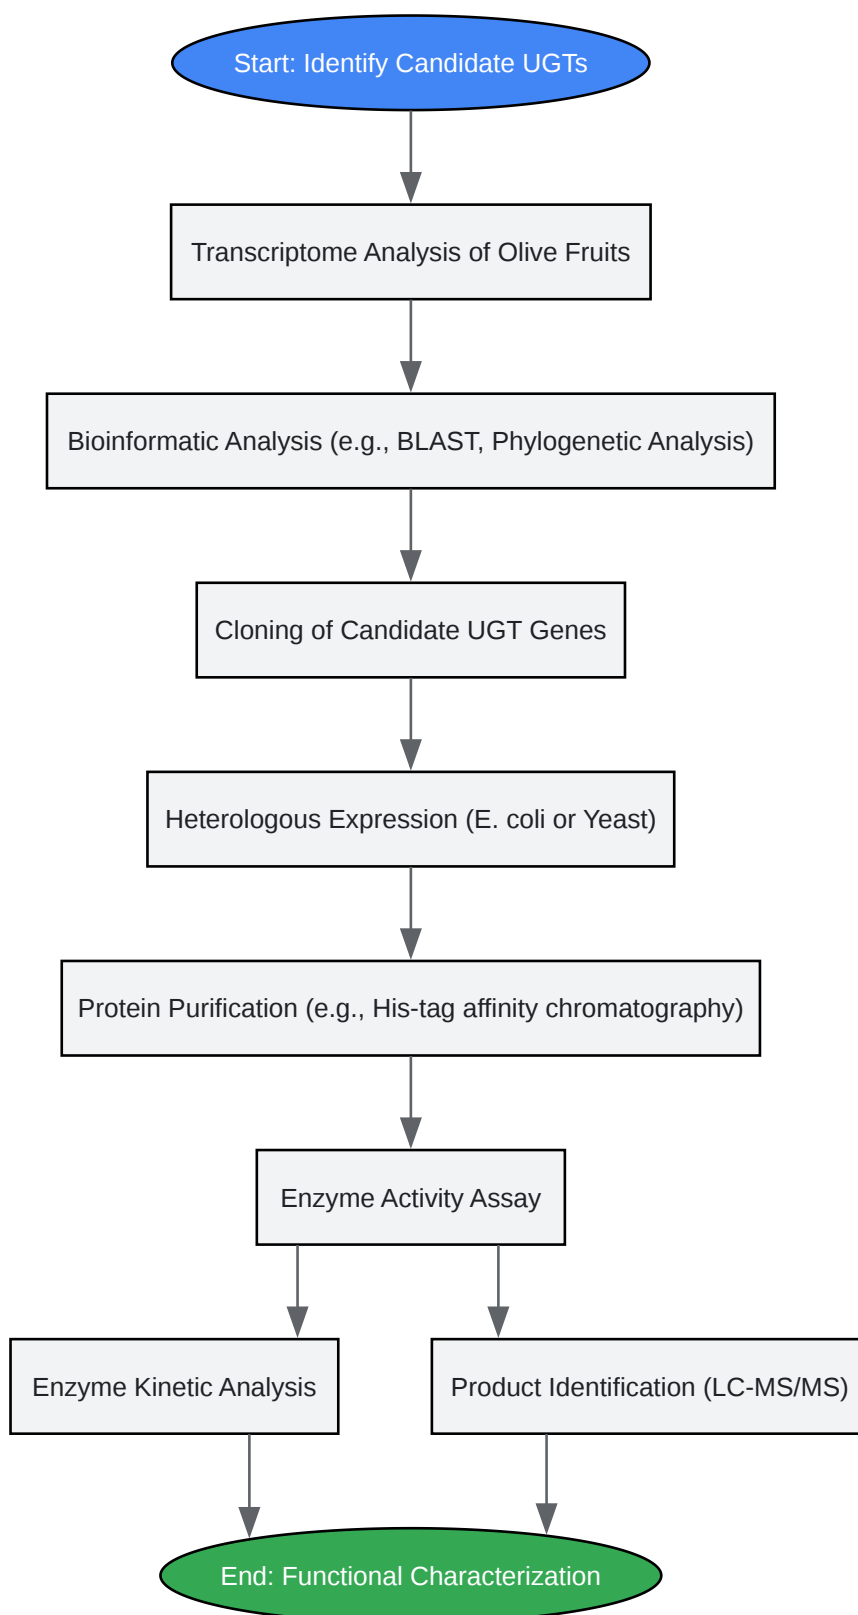 Start: Identify Candidate UGTs
Transcriptome Analysis of Olive Fruits
Bioinformatic Analysis (e.g., BLAST, Phylogenetic Analysis)
Cloning of Candidate UGT Genes
Heterologous Expression (E. coli or Yeast)
Protein Purification (e.g., His-tag affinity chromatography)
Enzyme Activity Assay
Enzyme Kinetic Analysis
Product Identification (LC-MS/MS)
End: Functional Characterization